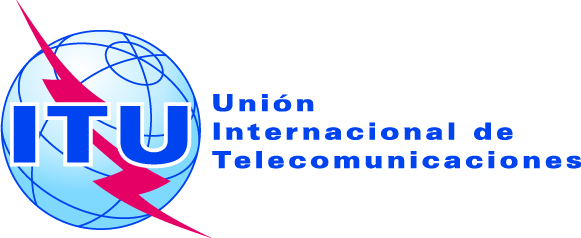 ITU
Unión
Internacional de
Telecomunicaciones